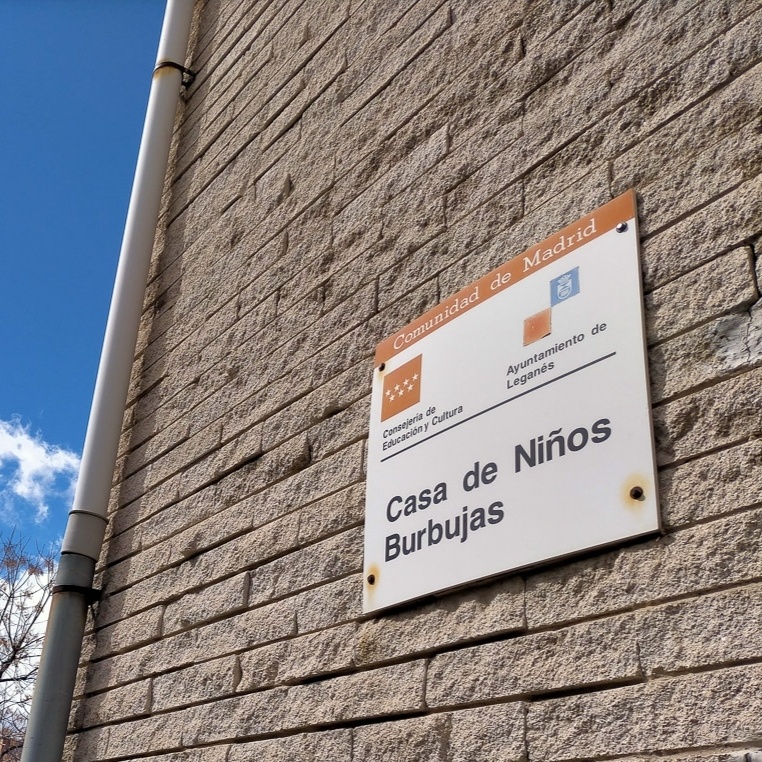 Comunidad de Madrid
Consejería de
Educación y Cultura
Ayuntamiento de
Leganés
Casa de Niños
Burbujas